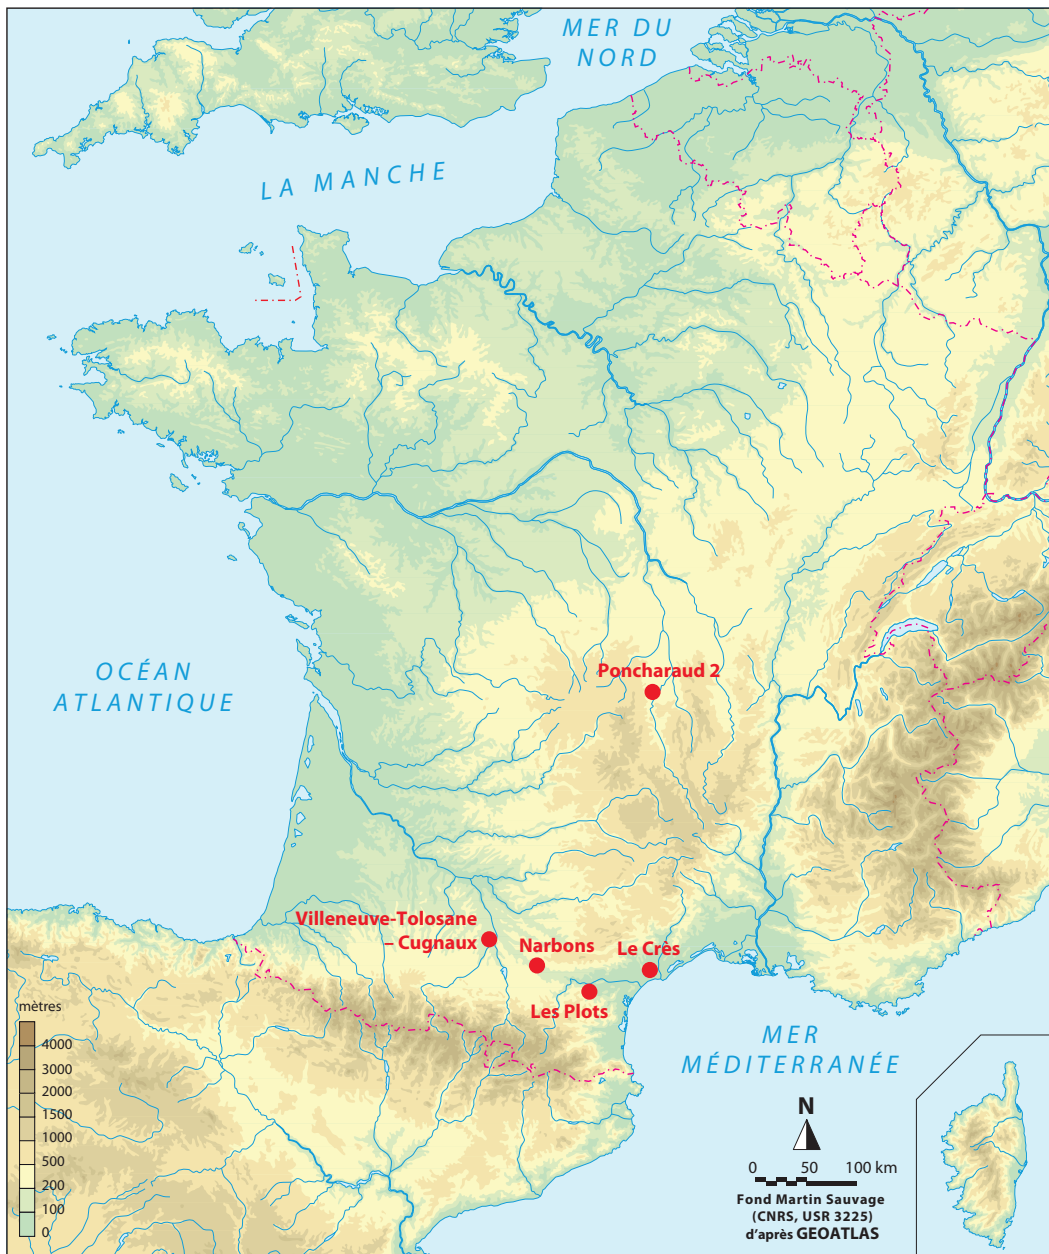 MER DU
NORD
LA MANCHE
OCÉAN
ATLANTIQUE
Poncharaud 2
Villeneuve-Tolosane
– Cugnaux
Narbons
Le Crès
Les Plots
mètres
4000
3000
2000
1500
1000
500
200
100
0
MER
MÉDITERRANÉE
N
0 50 100 km
Fond Martin Sauvage
(CNRS, USR 3225)
d'après GEOATLAS